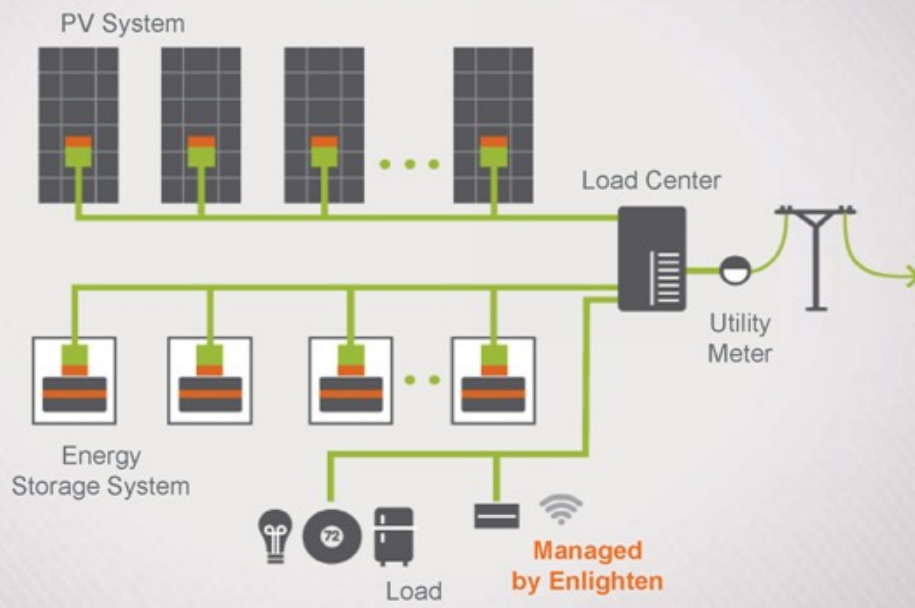 PV System
Load Center
Utility
Meter
Energy
Storage System
72
Load
Managed
by Enlighten